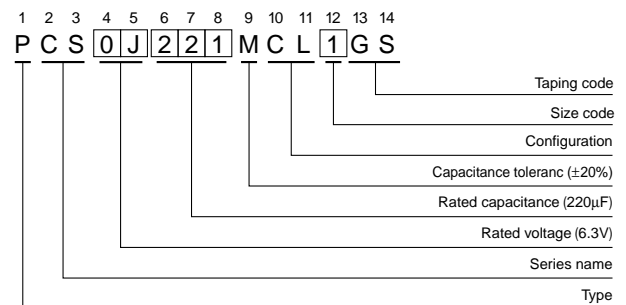 1 2 3 4 5 6 7 8 9 10 11 12 13 14
P C S 0 J 2 2 1 M C L 1 G S
Taping code
Size code
Configuration
Capacitance toleranc (±20%)
Rated capacitance (220μF)
Rated voltage (6.3V)
Series name
Type